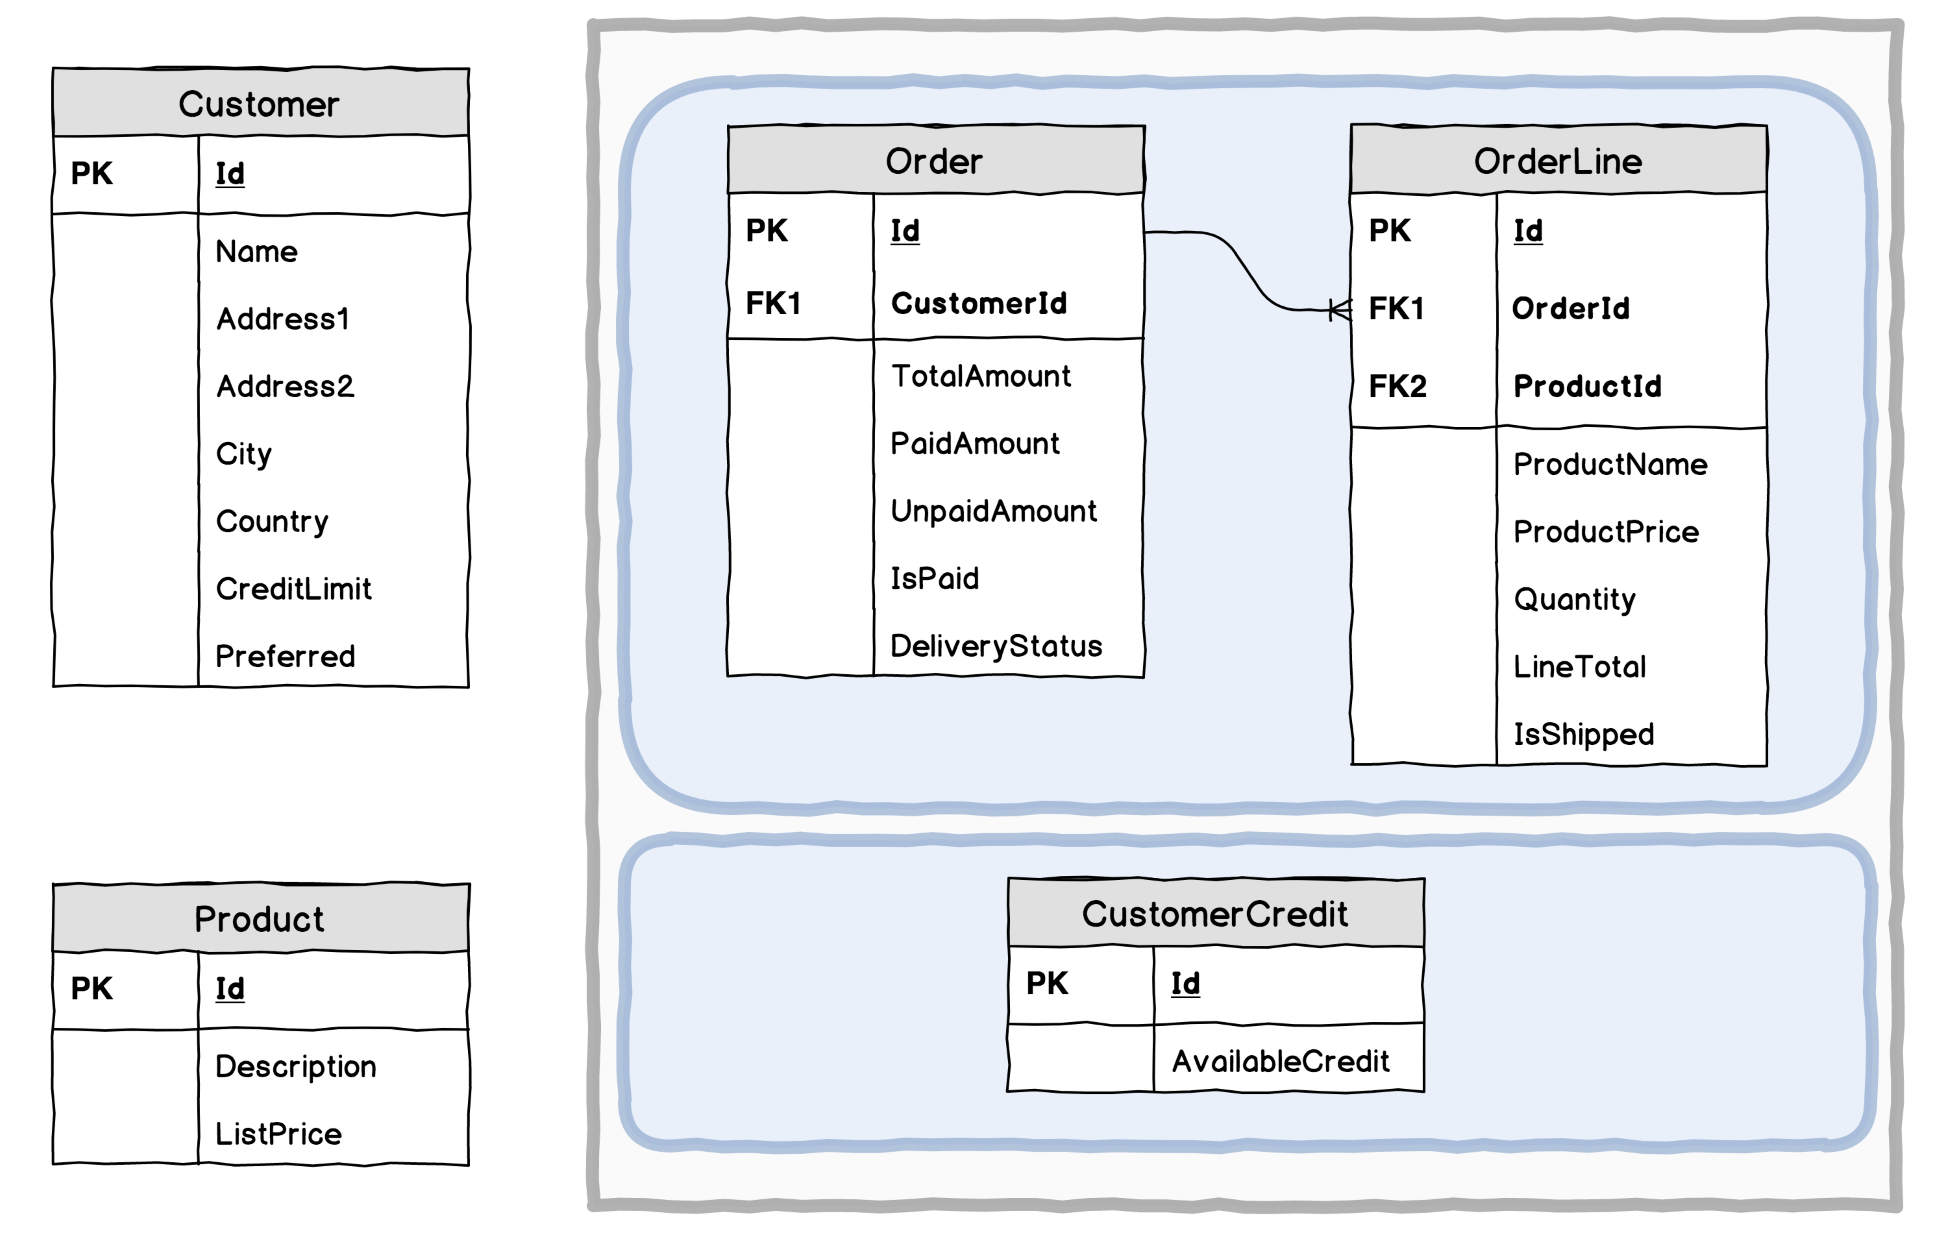 Customer
PK Id
Name
Address1
Address2
City
Country
CreditLimit
Preferred
Order
PK Id
FK1 CustomerId
TotalAmount
PaidAmount
UnpaidAmount
IsPaid
DeliveryStatus
OrderLine
PK Id
FK1 OrderId
FK2 ProductId
ProductName
ProductPrice
Quantity
LineTotal
IsShipped
Product
PK Id
Description
ListPrice
CustomerCredit
PK Id
AvailableCredit